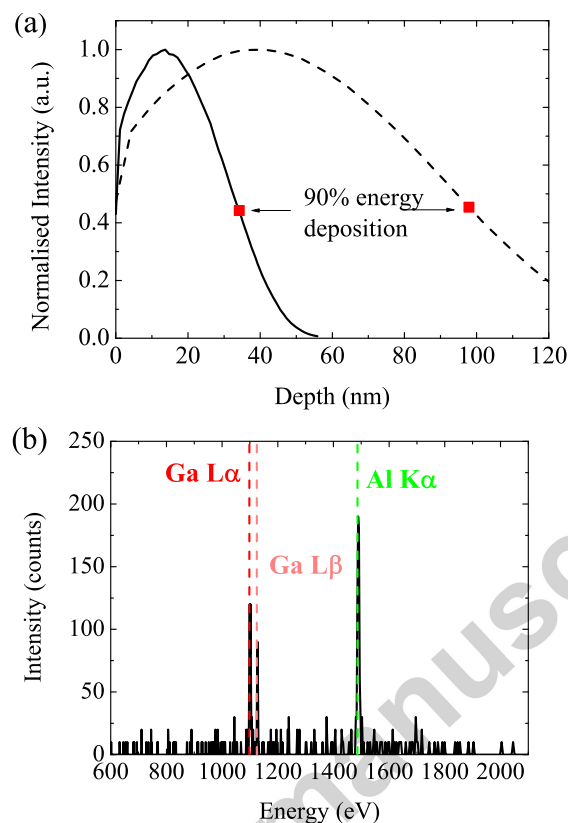 (a)
1.0
0.8
0.6
0.4
0.2
0.0
Normalised Intensity (a.u.)
90% energy
deposition
0 20 40 60 80 100 120
Depth (nm)
(b)
250
200
150
100
50
0
Intensity (counts)
Ga Lα
Al Kα
Ga Lβ
600 800 1000 1200 1400 1600 1800 2000
Energy (eV)
manusc